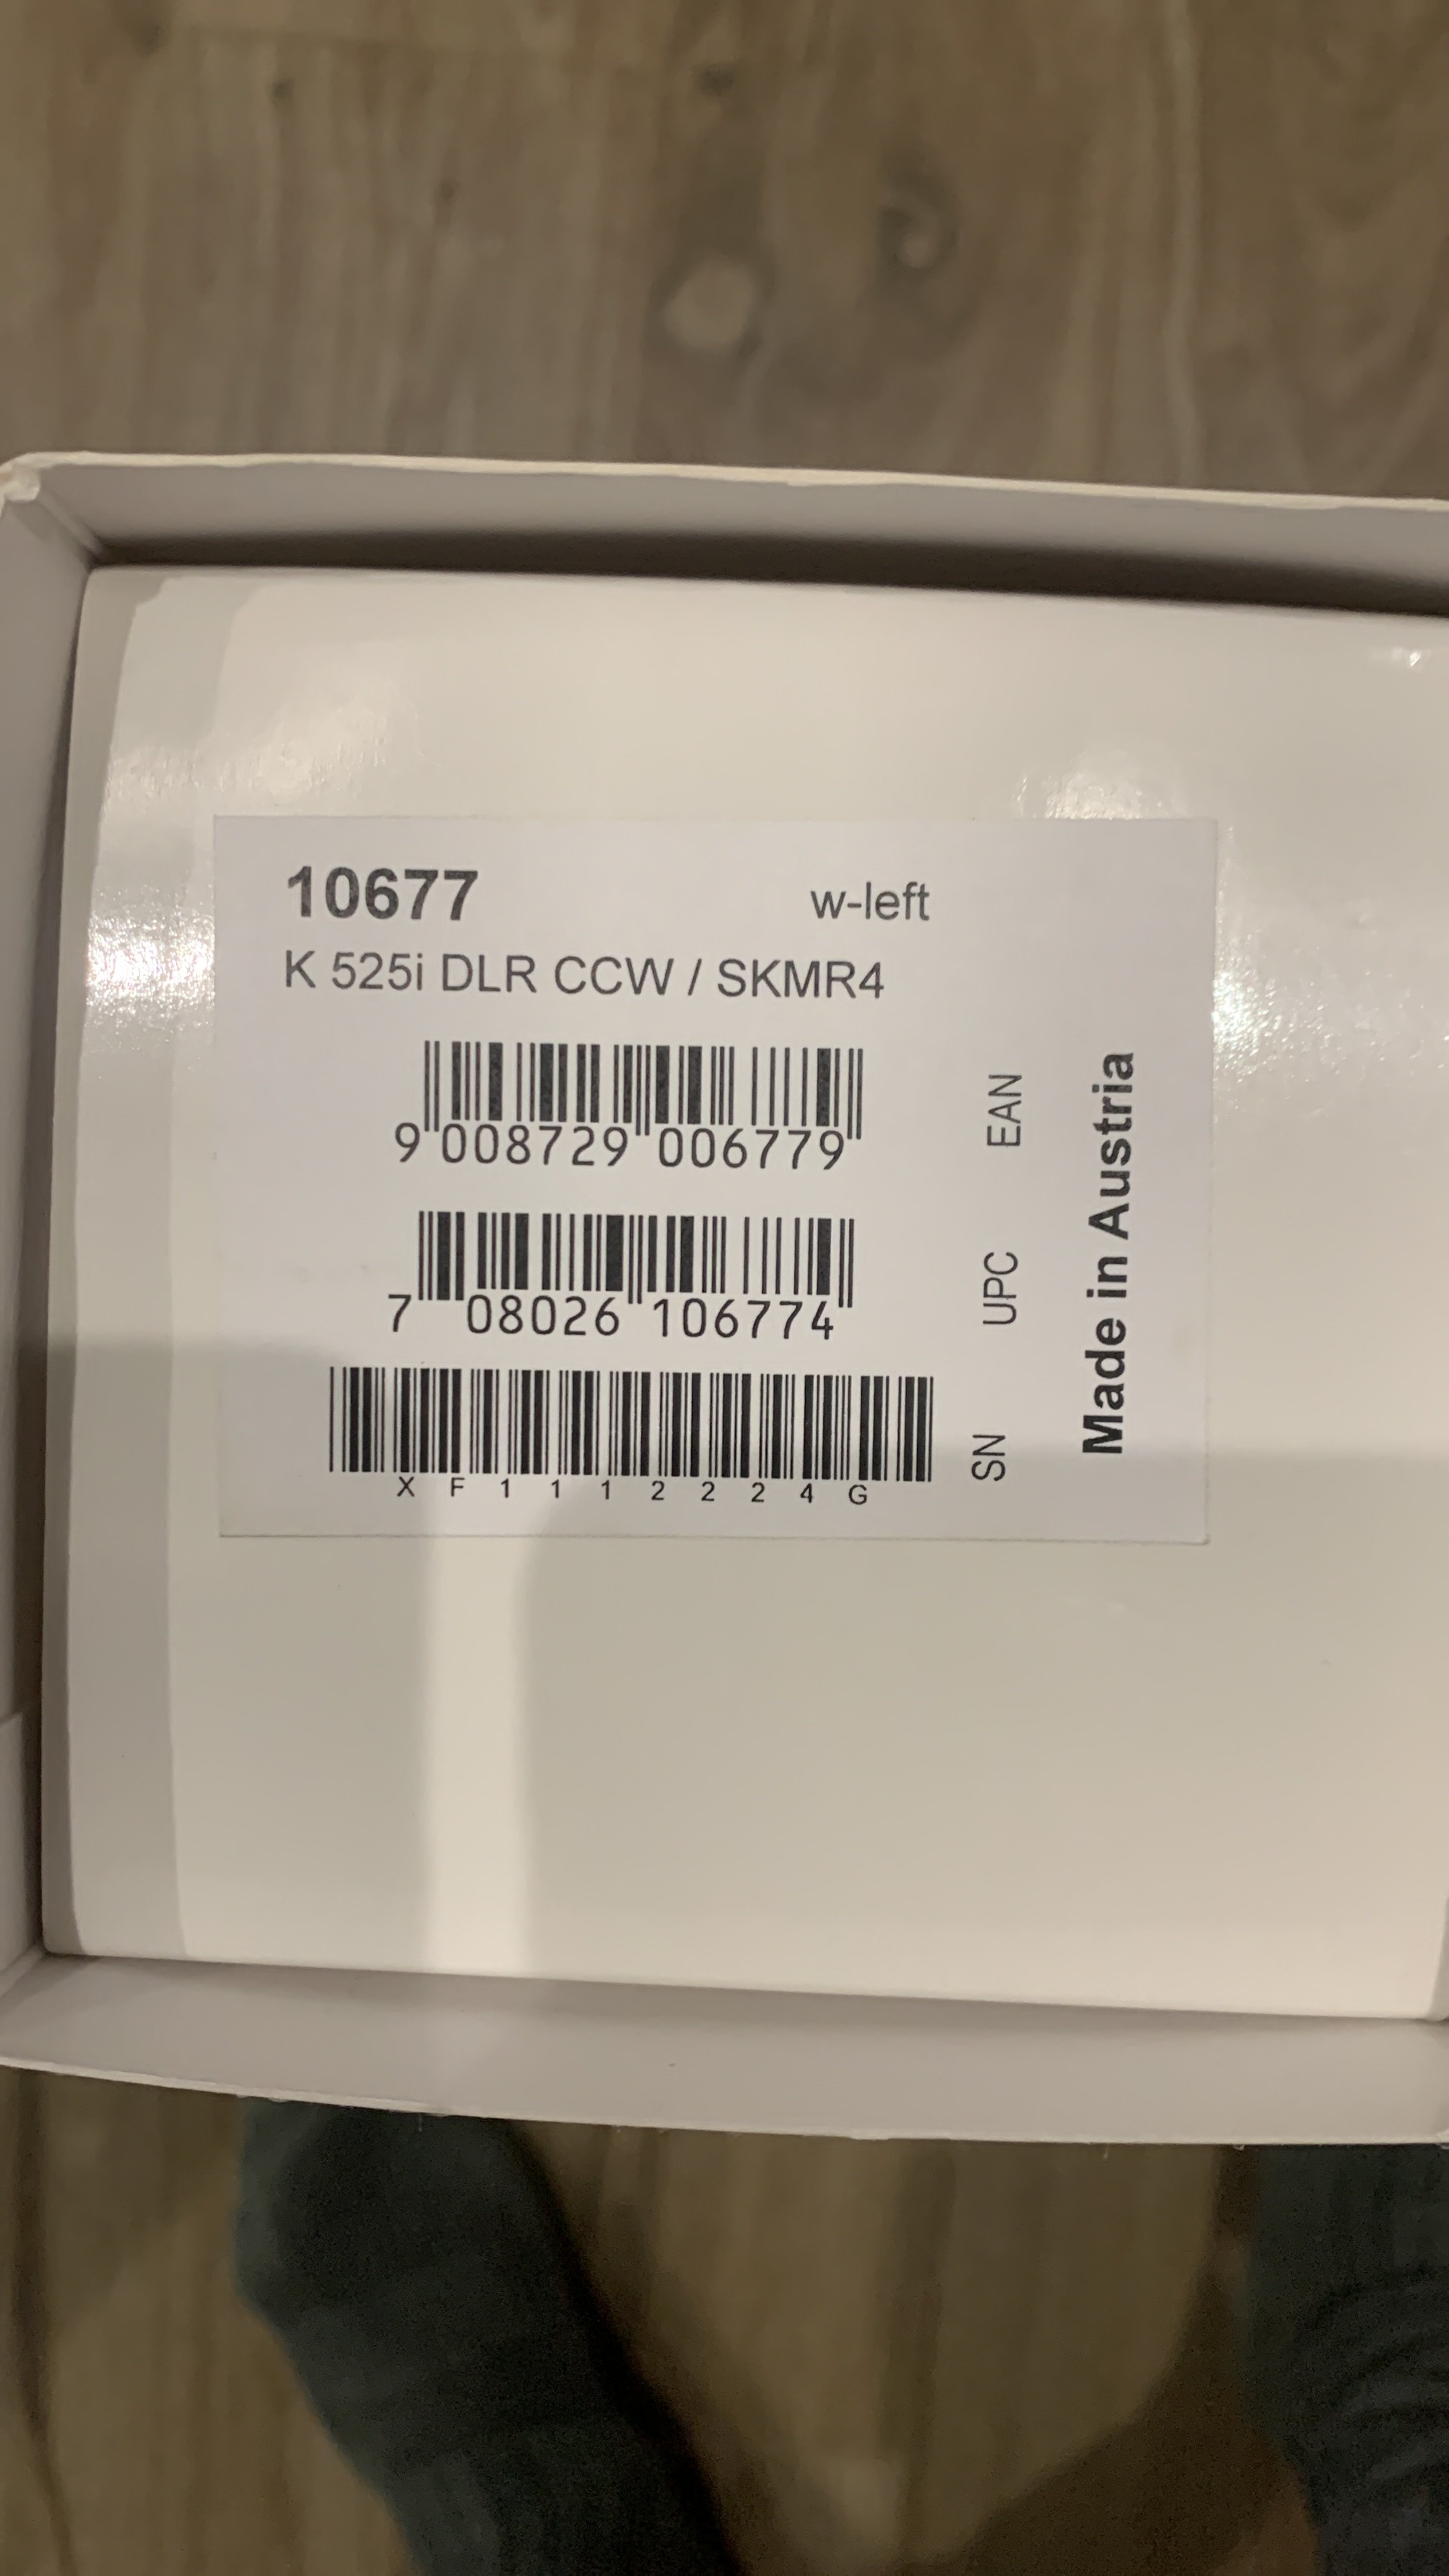 10677 w-left
K 525i DLR CCW / SKMR4
9 008729 006779
EAN
7 08026 106774
UPC
XF1112224G
SN
Made in Austria